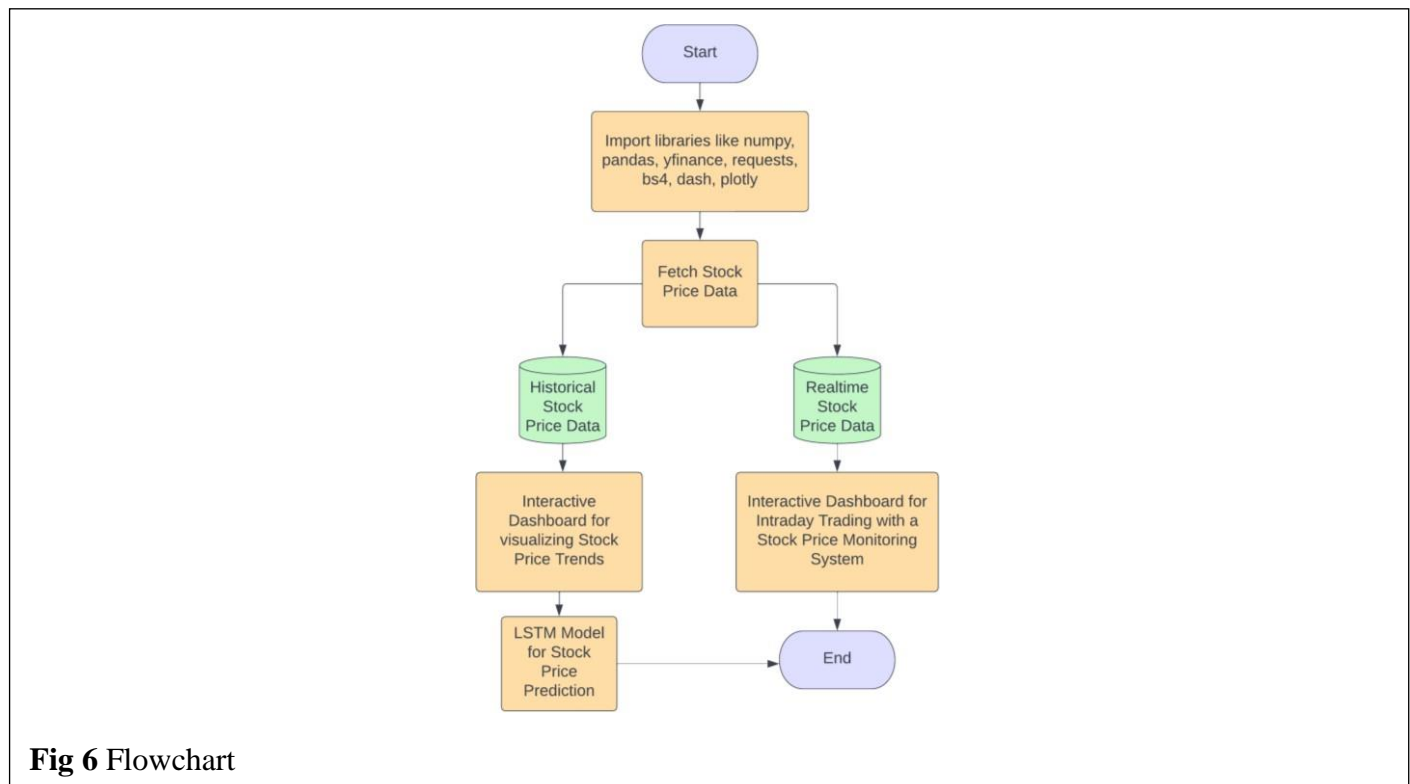 Start
Import libraries like numpy,
pandas, yfinance, requests,
bs4, dash, plotly
Fetch Stock
Price Data
Historical
Stock
Price Data
Realtime
Stock
Price Data
Interactive
Dashboard for
visualizing Stock
Price Trends
Interactive Dashboard for
Intraday Trading with a
Stock Price Monitoring
System
LSTM Model
for Stock
Price
Prediction
End
Fig 6 Flowchart